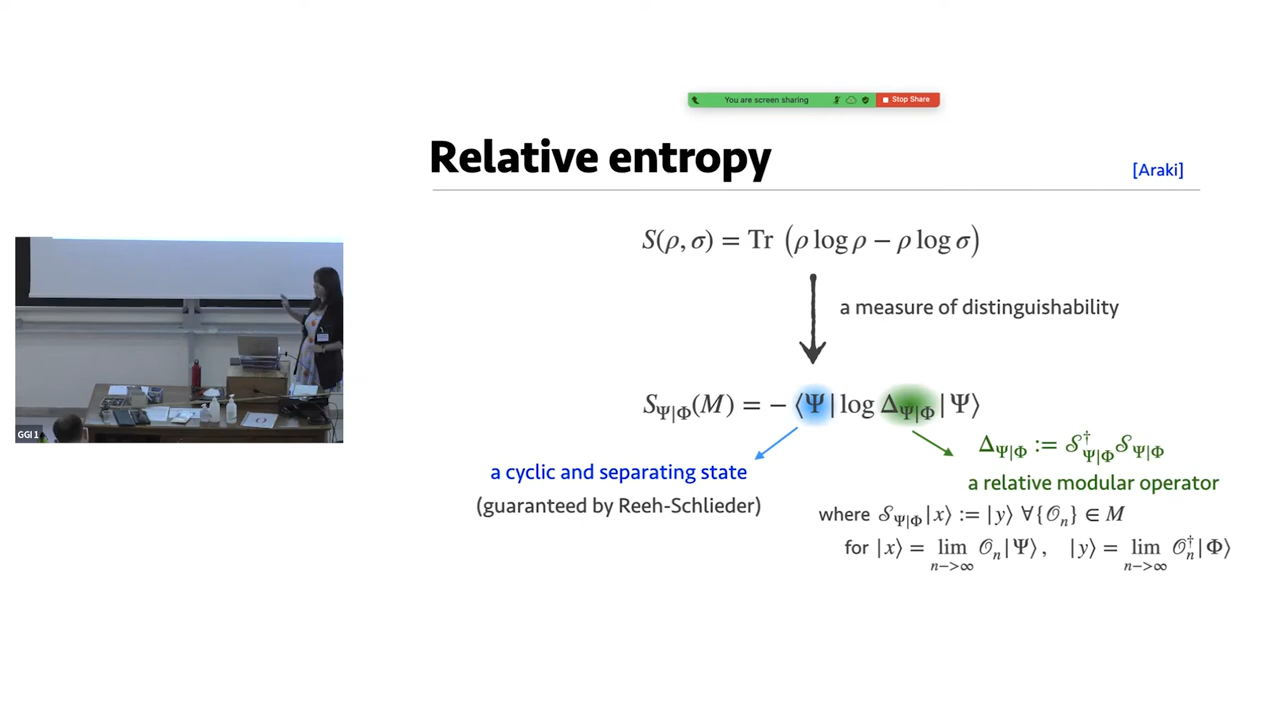 You are screen sharing
Stop Share
Relative entropy
[Araki]
S(ρ, σ) = Tr (ρ log ρ − ρ log σ)
a measure of distinguishability
S_{Ψ|Φ}(M) = − ⟨Ψ| log Δ_{Ψ|Φ} |Ψ⟩
Δ_{Ψ|Φ} := 𝒮†_{Ψ|Φ} 𝒮_{Ψ|Φ}
a cyclic and separating state
a relative modular operator
(guaranteed by Reeh-Schlieder)
where 𝒮_{Ψ|Φ}|x⟩ := |y⟩ ∀{𝒪_n} ∈ M
for |x⟩ = lim_{n−>∞} 𝒪_n|Ψ⟩, |y⟩ = lim_{n−>∞} 𝒪_n†|Φ⟩
GGI 1